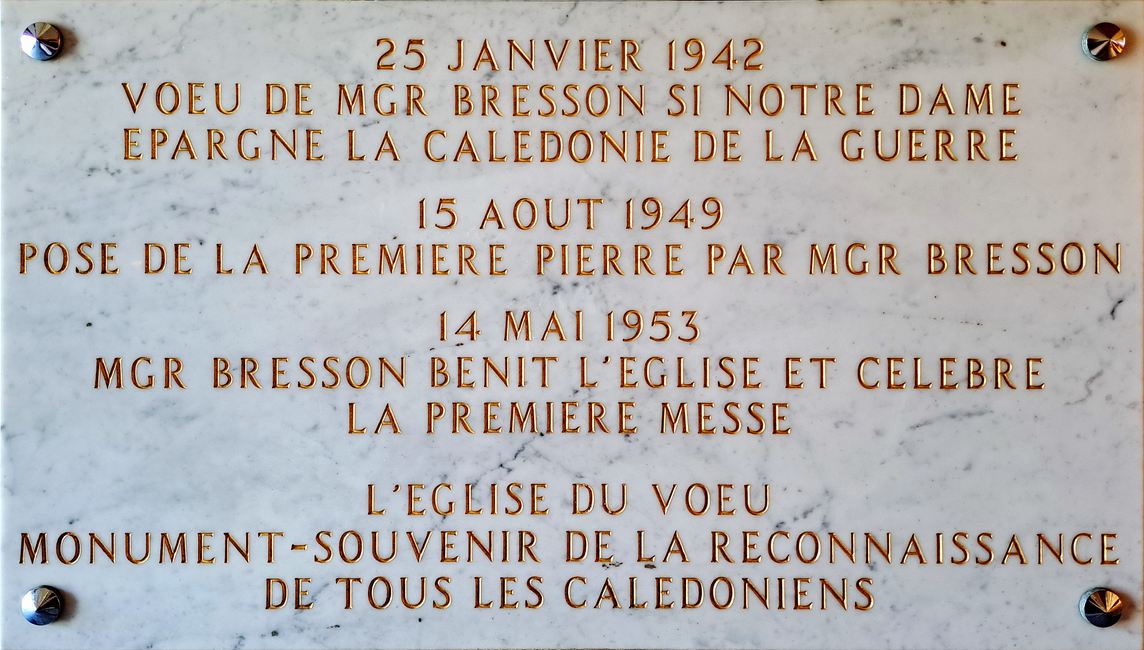 25 JANVIER 1942
VOEU DE MGR BRESSON SI NOTRE DAME
EPARGNE LA CALEDONIE DE LA GUERRE
15 AOUT 1949
POSE DE LA PREMIERE PIERRE PAR MGR BRESSON
14 MAI 1953
MGR BRESSON BENIT L'EGLISE ET CELEBRE
LA PREMIERE MESSE
L'EGLISE DU VOEU
MONUMENT-SOUVENIR DE LA RECONNAISSANCE
DE TOUS LES CALEDONIENS